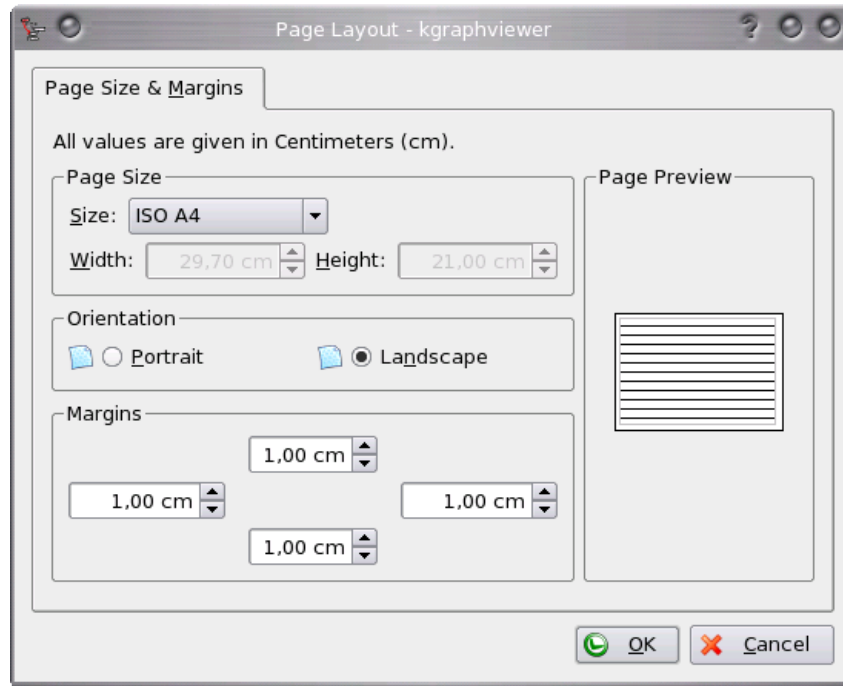 Page Layout - kgraphviewer
Page Size & Margins
All values are given in Centimeters (cm).
Page Size
Size: ISO A4
Width: 29,70 cm Height: 21,00 cm
Orientation
Portrait Landscape
Margins
1,00 cm
1,00 cm 1,00 cm
1,00 cm
Page Preview
OK Cancel